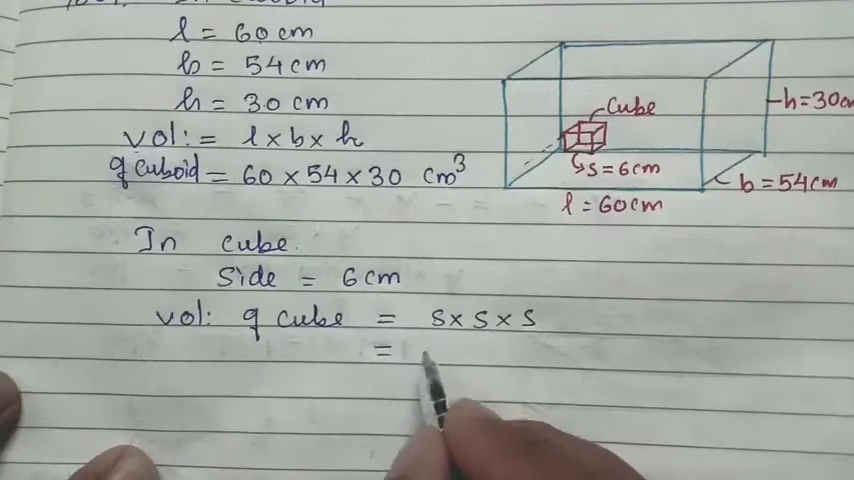 l = 60 cm
b = 54 cm
h = 30 cm
vol: = l × b × h
of cuboid = 60 × 54 × 30 cm³
Cube
s = 6cm
h = 30cm
b = 54cm
l = 60cm
In cube.
Side = 6 cm
vol: of cube = s × s × s
=